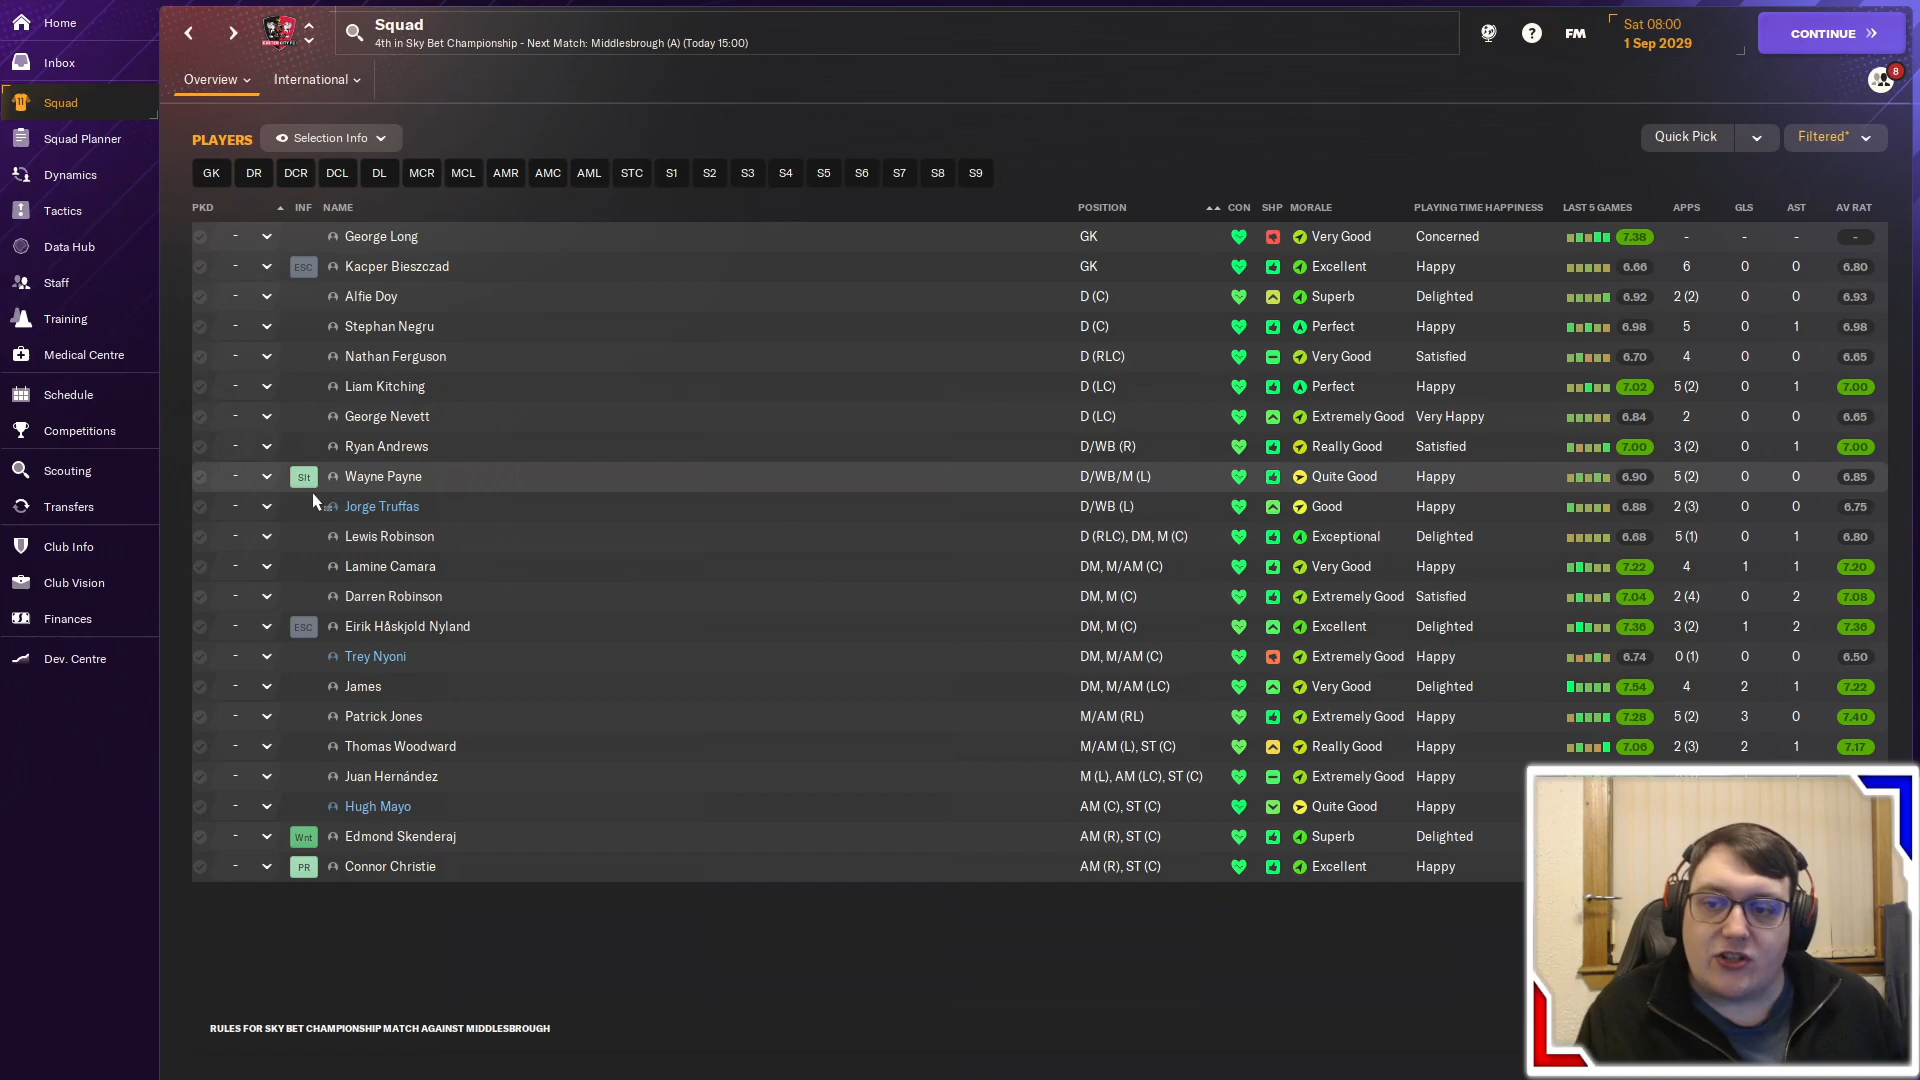 Home
Inbox
Squad
Squad Planner
Dynamics
Tactics
Data Hub
Staff
Training
Medical Centre
Schedule
Competitions
Scouting
Transfers
Club Info
Club Vision
Finances
Dev. Centre
Squad
4th in Sky Bet Championship - Next Match: Middlesbrough (A) (Today 15:00)
FM
Sat 08:00
1 Sep 2029
CONTINUE
Overview International
8
PLAYERS Selection Info Quick Pick Filtered*
GK DR DCR DCL DL MCR MCL AMR AMC AML STC S1 S2 S3 S4 S5 S6 S7 S8 S9
PKD INF NAME POSITION CON SHP MORALE PLAYING TIME HAPPINESS LAST 5 GAMES APPS GLS AST AV RAT
- George Long GK Very Good Concerned 7.38 - - - -
- ESC Kacper Bieszczad GK Excellent Happy 6.66 6 0 0 6.80
- Alfie Doy D (C) Superb Delighted 6.92 2 (2) 0 0 6.93
- Stephan Negru D (C) Perfect Happy 6.98 5 0 1 6.98
- Nathan Ferguson D (RLC) Very Good Satisfied 6.70 4 0 0 6.65
- Liam Kitching D (LC) Perfect Happy 7.02 5 (2) 0 1 7.00
- George Nevett D (LC) Extremely Good Very Happy 6.84 2 0 0 6.65
- Ryan Andrews D/WB (R) Really Good Satisfied 7.00 3 (2) 0 1 7.00
- Slt Wayne Payne D/WB/M (L) Quite Good Happy 6.90 5 (2) 0 0 6.85
- Jorge Truffas D/WB (L) Good Happy 6.88 2 (3) 0 0 6.75
- Lewis Robinson D (RLC), DM, M (C) Exceptional Delighted 6.68 5 (1) 0 1 6.80
- Lamine Camara DM, M/AM (C) Very Good Happy 7.22 4 1 1 7.20
- Darren Robinson DM, M (C) Extremely Good Satisfied 7.04 2 (4) 0 2 7.08
- ESC Eirik Håskjold Nyland DM, M (C) Excellent Delighted 7.36 3 (2) 1 2 7.36
- Trey Nyoni DM, M/AM (C) Extremely Good Happy 6.74 0 (1) 0 0 6.50
- James DM, M/AM (LC) Very Good Delighted 7.54 4 2 1 7.22
- Patrick Jones M/AM (RL) Extremely Good Happy 7.28 5 (2) 3 0 7.40
- Thomas Woodward M/AM (L), ST (C) Really Good Happy 7.06 2 (3) 2 1 7.17
- Juan Hernández M (L), AM (LC), ST (C) Extremely Good Happy
- Hugh Mayo AM (C), ST (C) Quite Good Happy
- Wnt Edmond Skenderaj AM (R), ST (C) Superb Delighted
- PR Connor Christie AM (R), ST (C) Excellent Happy
RULES FOR SKY BET CHAMPIONSHIP MATCH AGAINST MIDDLESBROUGH